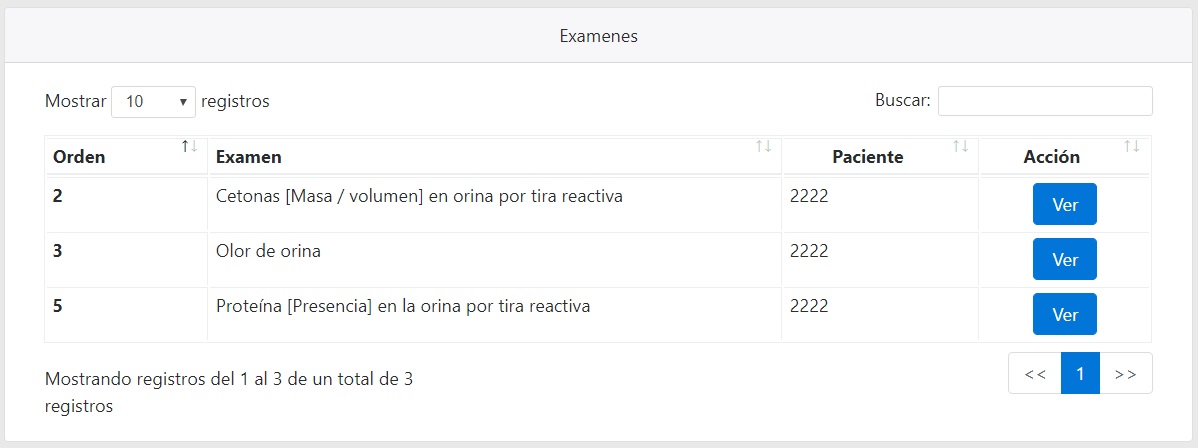 Examenes
Mostrar 10 registros
Buscar:
Orden Examen Paciente Acción
2 Cetonas [Masa / volumen] en orina por tira reactiva 2222 Ver
3 Olor de orina 2222 Ver
5 Proteína [Presencia] en la orina por tira reactiva 2222 Ver
Mostrando registros del 1 al 3 de un total de 3
registros
<< 1 >>